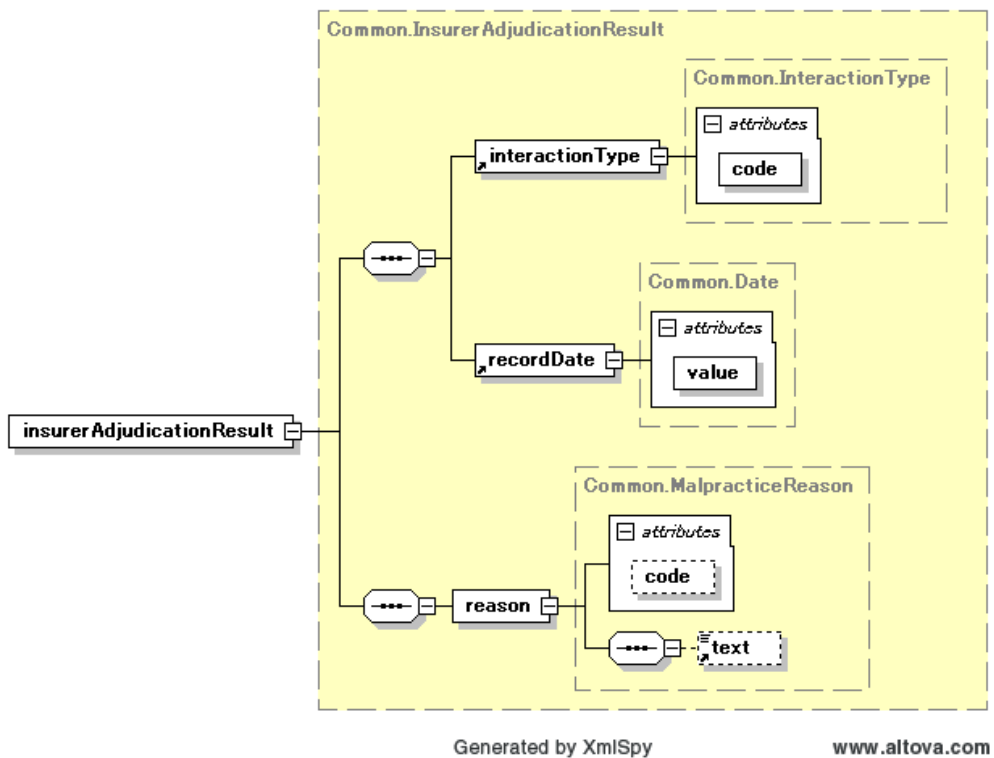 Common.InsurerAdjudicationResult
Common.InteractionType
attributes
interactionType
code
Common.Date
attributes
recordDate
value
insurerAdjudicationResult
Common.MalpracticeReason
attributes
code
reason
text
Generated by XmlSpy www.altova.com